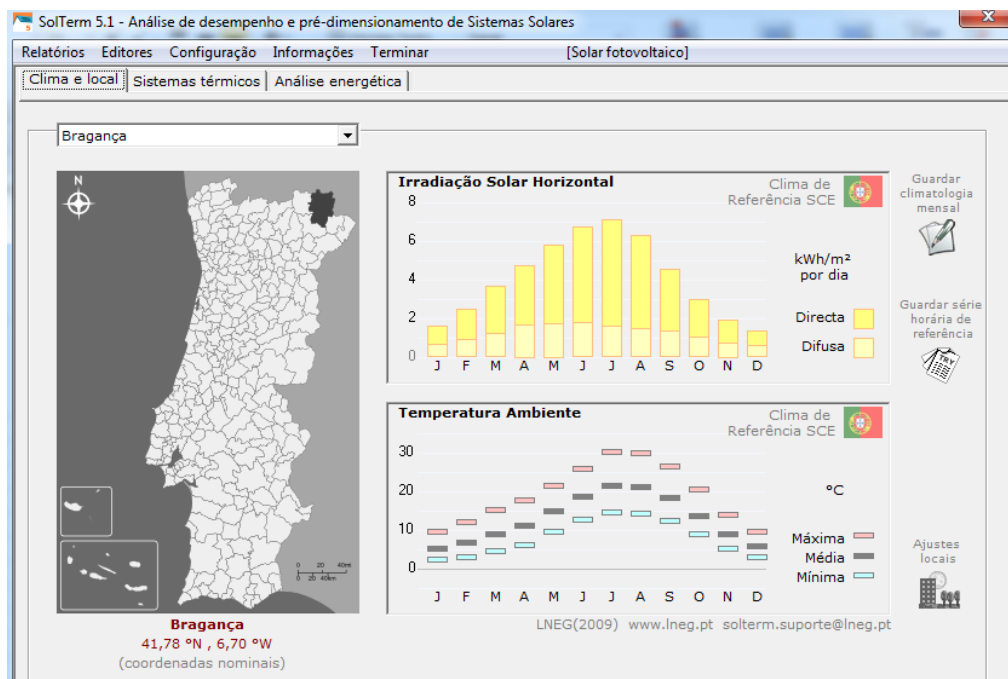 SolTerm 5.1 - Análise de desempenho e pré-dimensionamento de Sistemas Solares
Relatórios Editores Configuração Informações Terminar [Solar fotovoltaico]
Clima e local Sistemas térmicos Análise energética
Bragança
N
0 20 40mi
0 20 40km
Bragança
41,78 °N , 6,70 °W
(coordenadas nominais)
Irradiação Solar Horizontal
Clima de
Referência SCE
8
6
4
2
0
J F M A M J J A S O N D
kWh/m²
por dia
Directa
Difusa
Temperatura Ambiente
Clima de
Referência SCE
30
20
10
0
J F M A M J J A S O N D
°C
Máxima
Média
Mínima
LNEG(2009) www.lneg.pt solterm.suporte@lneg.pt
Guardar
climatologia
mensal
Guardar série
horária de
referência
TRY
Ajustes
locais